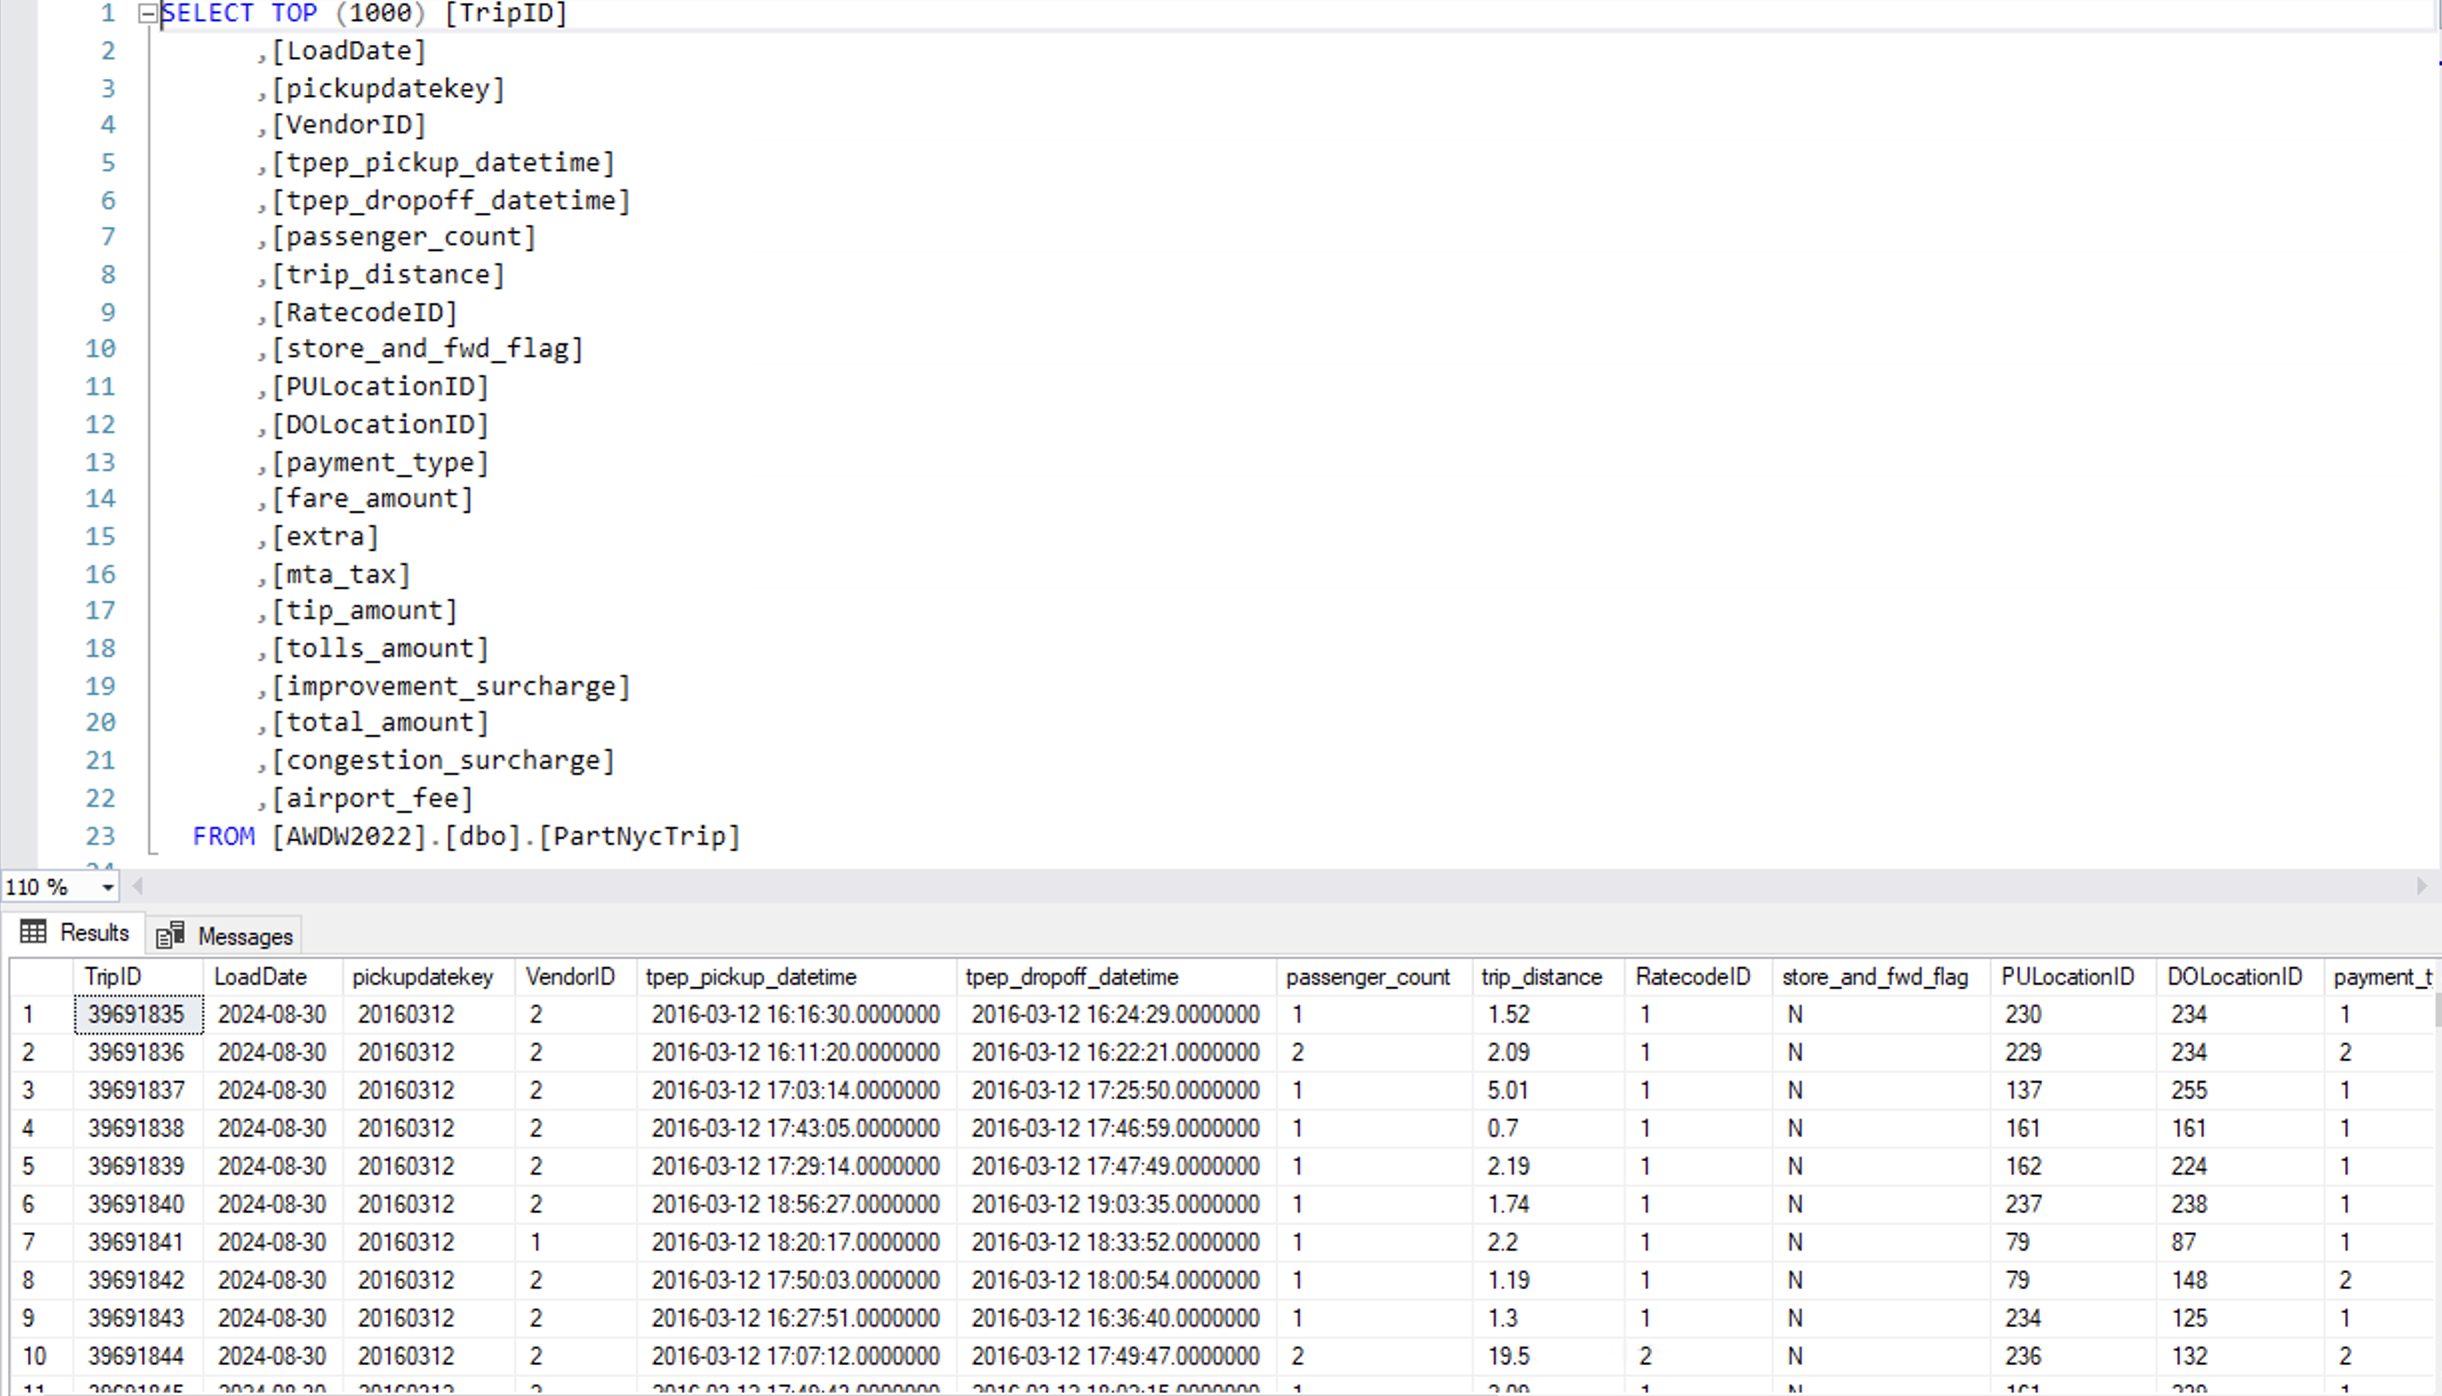 1 SELECT TOP (1000) [TripID]
2 ,[LoadDate]
3 ,[pickupdatekey]
4 ,[VendorID]
5 ,[tpep_pickup_datetime]
6 ,[tpep_dropoff_datetime]
7 ,[passenger_count]
8 ,[trip_distance]
9 ,[RatecodeID]
10 ,[store_and_fwd_flag]
11 ,[PULocationID]
12 ,[DOLocationID]
13 ,[payment_type]
14 ,[fare_amount]
15 ,[extra]
16 ,[mta_tax]
17 ,[tip_amount]
18 ,[tolls_amount]
19 ,[improvement_surcharge]
20 ,[total_amount]
21 ,[congestion_surcharge]
22 ,[airport_fee]
23 FROM [AWDW2022].[dbo].[PartNycTrip]
110 %
Results Messages
TripID LoadDate pickupdatekey VendorID tpep_pickup_datetime tpep_dropoff_datetime passenger_count trip_distance RatecodeID store_and_fwd_flag PULocationID DOLocationID payment_t
1 39691835 2024-08-30 20160312 2 2016-03-12 16:16:30.0000000 2016-03-12 16:24:29.0000000 1 1.52 1 N 230 234 1
2 39691836 2024-08-30 20160312 2 2016-03-12 16:11:20.0000000 2016-03-12 16:22:21.0000000 2 2.09 1 N 229 234 2
3 39691837 2024-08-30 20160312 2 2016-03-12 17:03:14.0000000 2016-03-12 17:25:50.0000000 1 5.01 1 N 137 255 1
4 39691838 2024-08-30 20160312 2 2016-03-12 17:43:05.0000000 2016-03-12 17:46:59.0000000 1 0.7 1 N 161 161 1
5 39691839 2024-08-30 20160312 2 2016-03-12 17:29:14.0000000 2016-03-12 17:47:49.0000000 1 2.19 1 N 162 224 1
6 39691840 2024-08-30 20160312 2 2016-03-12 18:56:27.0000000 2016-03-12 19:03:35.0000000 1 1.74 1 N 237 238 1
7 39691841 2024-08-30 20160312 1 2016-03-12 18:20:17.0000000 2016-03-12 18:33:52.0000000 1 2.2 1 N 79 87 1
8 39691842 2024-08-30 20160312 2 2016-03-12 17:50:03.0000000 2016-03-12 18:00:54.0000000 1 1.19 1 N 79 148 2
9 39691843 2024-08-30 20160312 2 2016-03-12 16:27:51.0000000 2016-03-12 16:36:40.0000000 1 1.3 1 N 234 125 1
10 39691844 2024-08-30 20160312 2 2016-03-12 17:07:12.0000000 2016-03-12 17:49:47.0000000 2 19.5 2 N 236 132 2